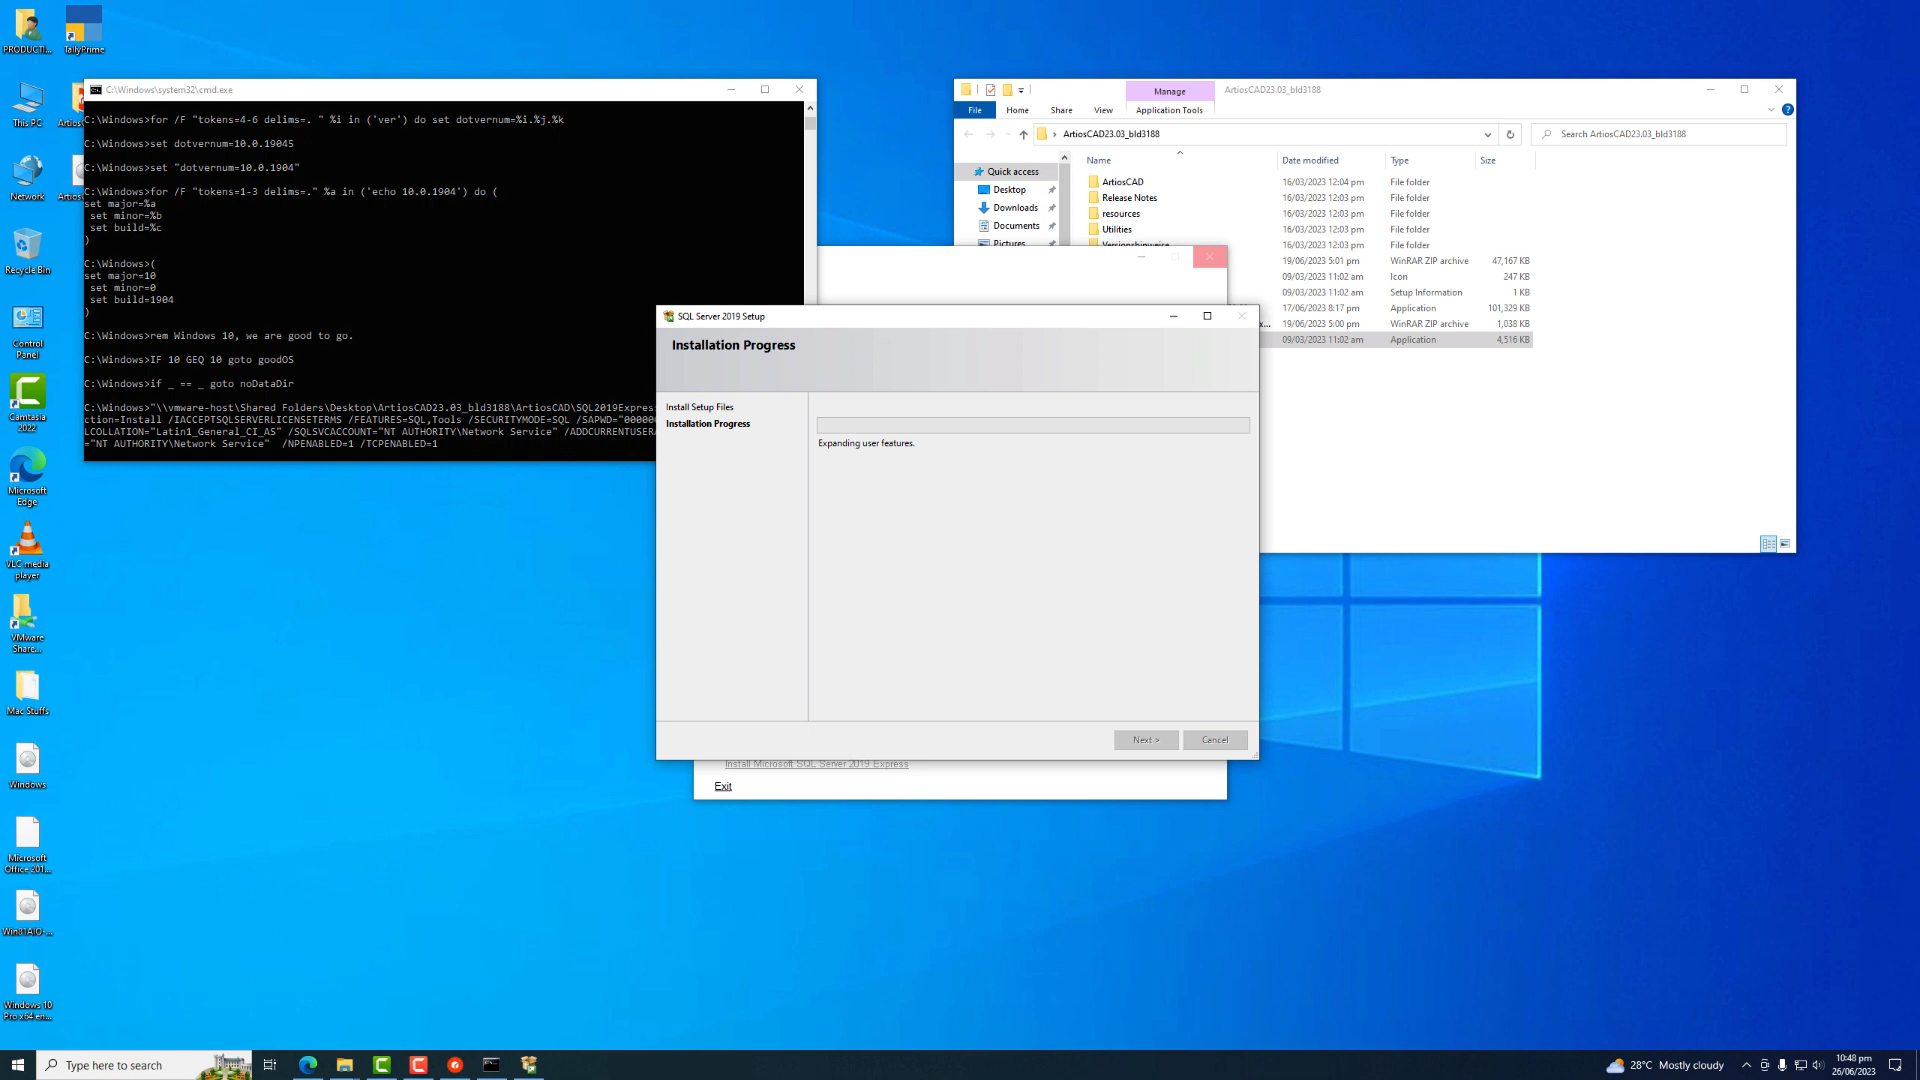 PRODUCTI...
TallyPrime
This PC
Artios
Network
Artios
Recycle Bin
Control
Panel
Camtasia
2022
Microsoft
Edge
VLC media
player
VMware
Share...
Mac Stuffs
Windows
Microsoft
Office 201...
Win81AIO-...
Windows 10
Pro x64 en...
C:\Windows\system32\cmd.exe
C:\Windows>for /F "tokens=4-6 delims=. " %i in ('ver') do set dotvernum=%i.%j.%k
C:\Windows>set dotvernum=10.0.19045
C:\Windows>set "dotvernum=10.0.1904"
C:\Windows>for /F "tokens=1-3 delims=." %a in ('echo 10.0.1904') do (
set major=%a
set minor=%b
set build=%c
)
C:\Windows>(
set major=10
set minor=0
set build=1904
)
C:\Windows>rem Windows 10, we are good to go.
C:\Windows>IF 10 GEQ 10 goto goodOS
C:\Windows>if _ == _ goto noDataDir
C:\Windows>"\\vmware-host\Shared Folders\Desktop\ArtiosCAD23.03_bld3188\ArtiosCAD\SQL2019Expres
ction=Install /IACCEPTSQLSERVERLICENSETERMS /FEATURES=SQL,Tools /SECURITYMODE=SQL /SAPWD="00000
LCOLLATION="Latin1_General_CI_AS" /SQLSVCACCOUNT="NT AUTHORITY\Network Service" /ADDCURRENTUSER
="NT AUTHORITY\Network Service" /NPENABLED=1 /TCPENABLED=1
Manage
ArtiosCAD23.03_bld3188
File
Home
Share
View
Application Tools
ArtiosCAD23.03_bld3188
Search ArtiosCAD23.03_bld3188
Quick access
Desktop
Downloads
Documents
Pictures
Name Date modified Type Size
ArtiosCAD 16/03/2023 12:04 pm File folder
Release Notes 16/03/2023 12:03 pm File folder
resources 16/03/2023 12:03 pm File folder
Utilities 16/03/2023 12:03 pm File folder
Versionshinweise 16/03/2023 12:03 pm File folder
19/06/2023 5:01 pm WinRAR ZIP archive 47,167 KB
09/03/2023 11:02 am Icon 247 KB
09/03/2023 11:02 am Setup Information 1 KB
17/06/2023 8:17 pm Application 101,329 KB
x... 19/06/2023 5:00 pm WinRAR ZIP archive 1,038 KB
09/03/2023 11:02 am Application 4,516 KB
SQL Server 2019 Setup
Installation Progress
Install Setup Files
Installation Progress
Expanding user features.
Next >
Cancel
Install Microsoft SQL Server 2019 Express
Exit
Type here to search
28°C Mostly cloudy
10:48 pm
26/06/2023